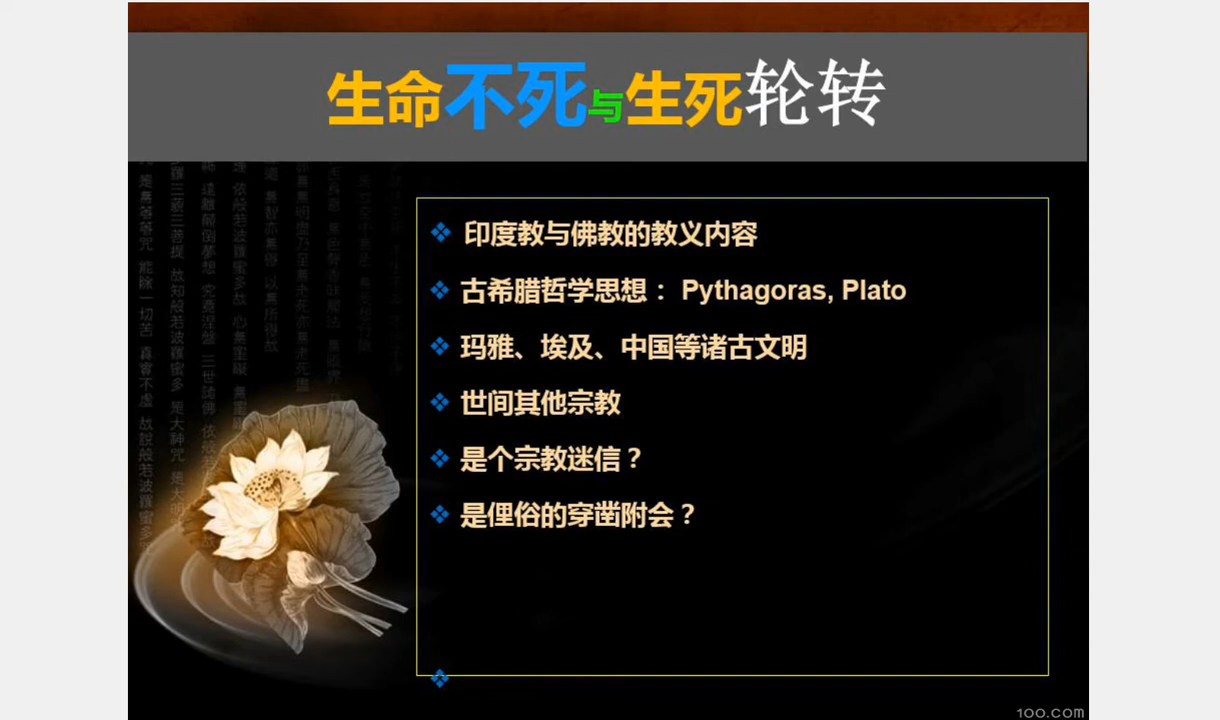 生命不死与生死轮转
印度教与佛教的教义内容
古希腊哲学思想： Pythagoras, Plato
玛雅、埃及、中国等诸古文明
世间其他宗教
是个宗教迷信？
是俚俗的穿凿附会？
100.com